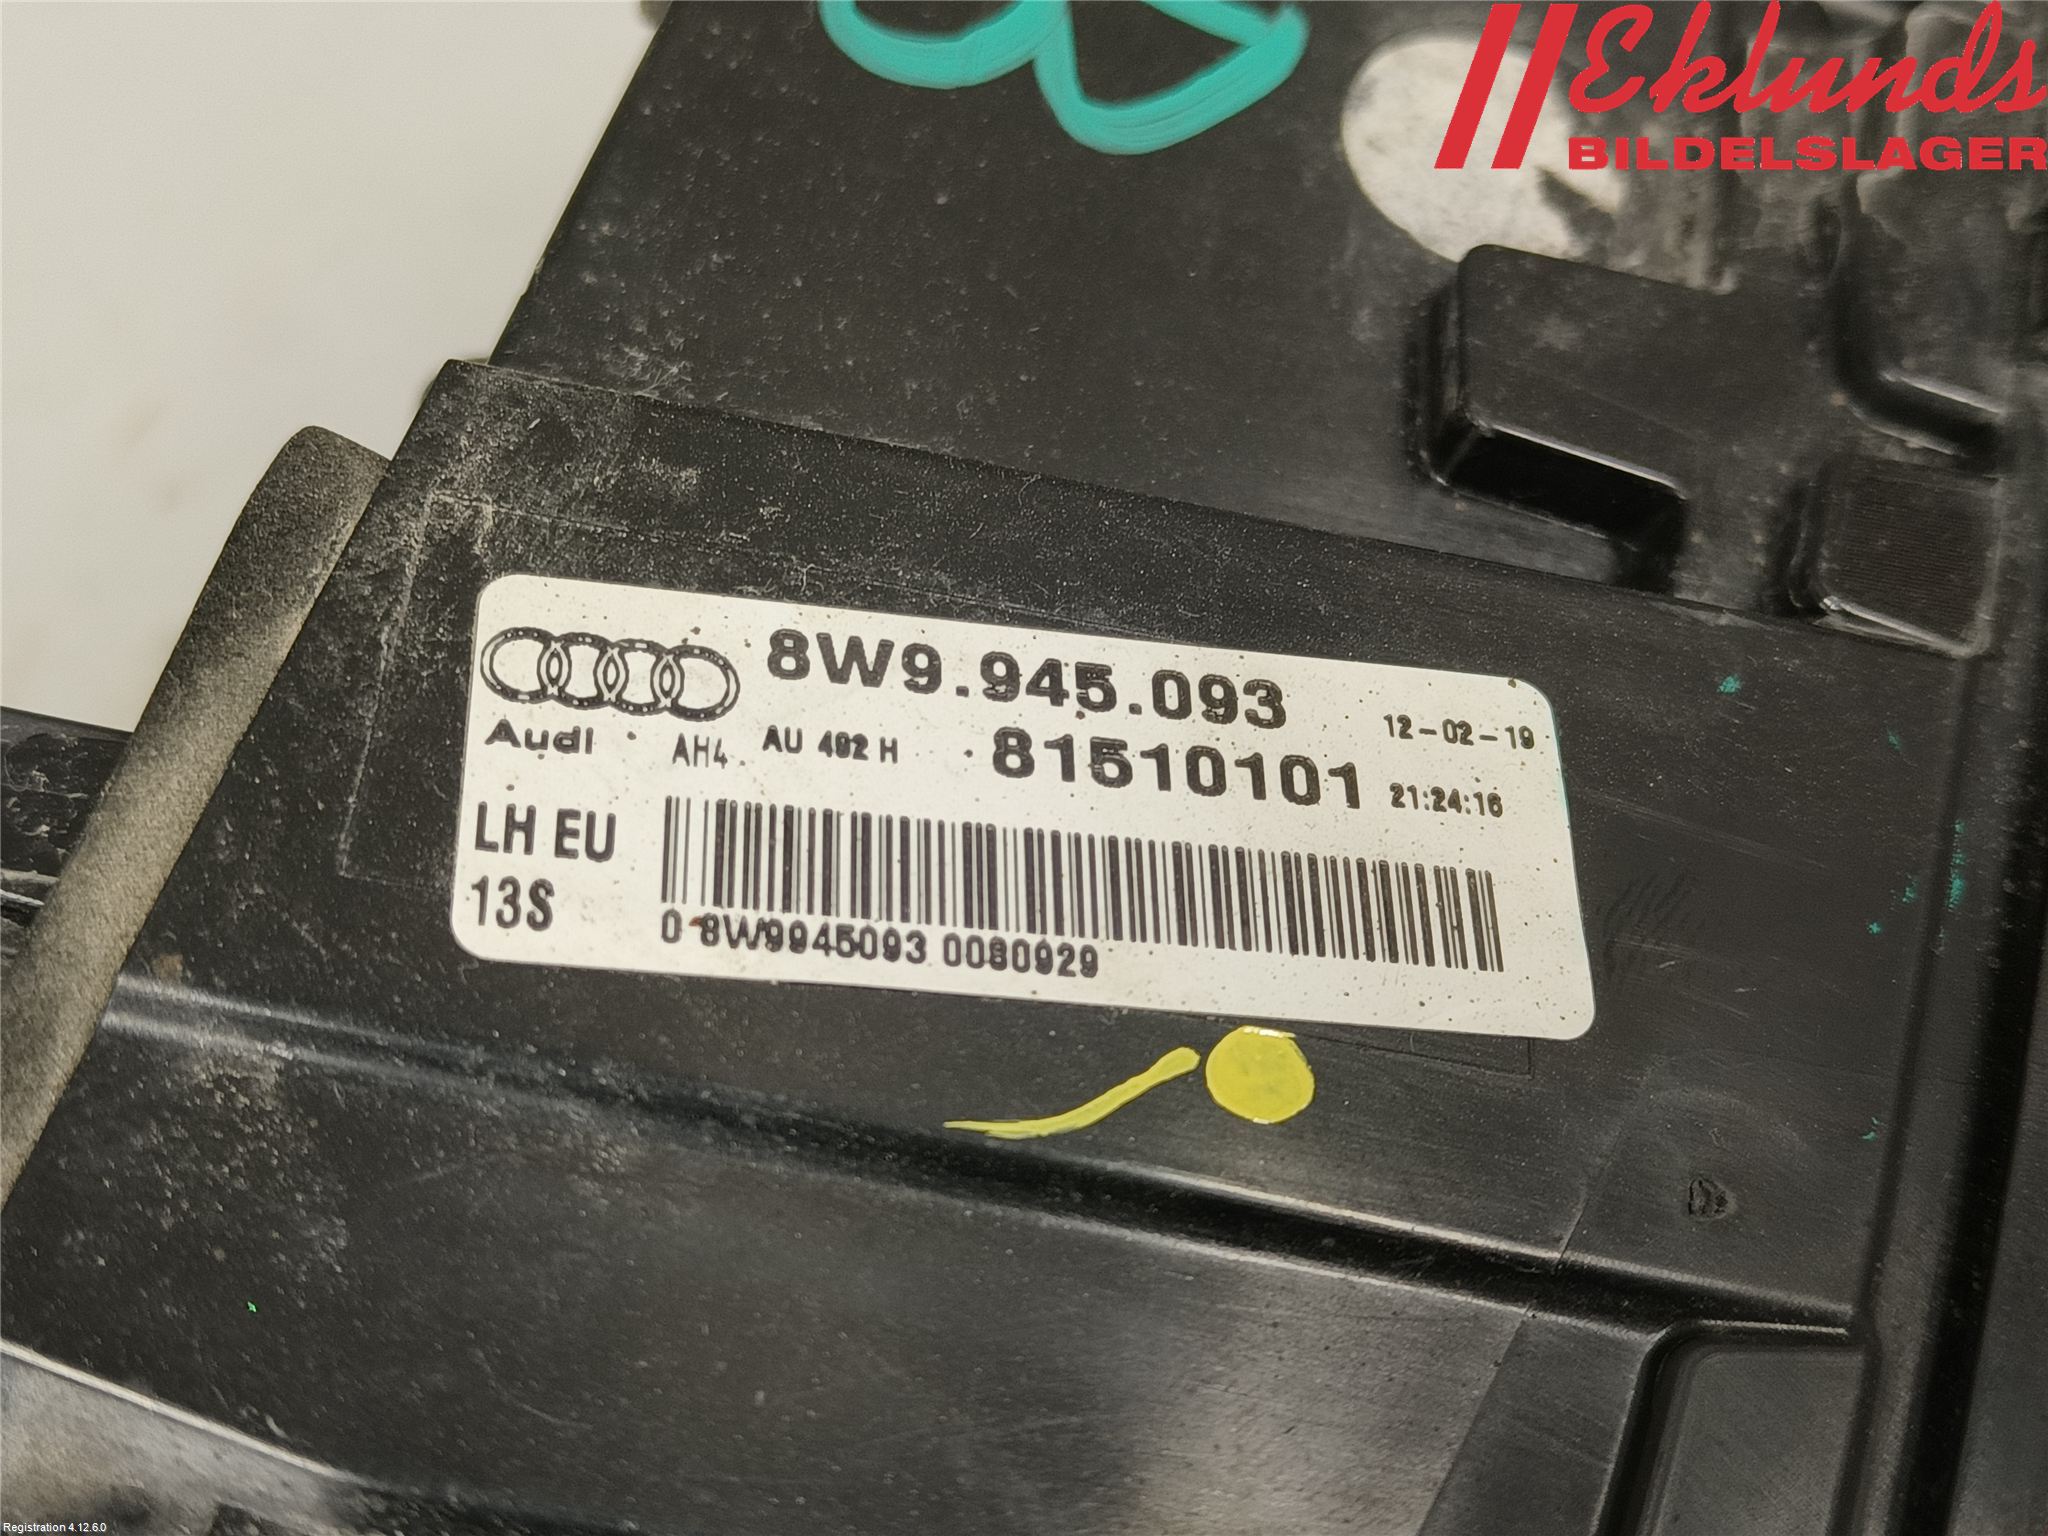 Eklunds
BILDELSLAGER
8W9.945.093
12-02-19
Audi AH4 AU 492 H 81510101 21:24:16
LH EU
13S
0 8W9945093 0080929
Registration 4.12.6.0